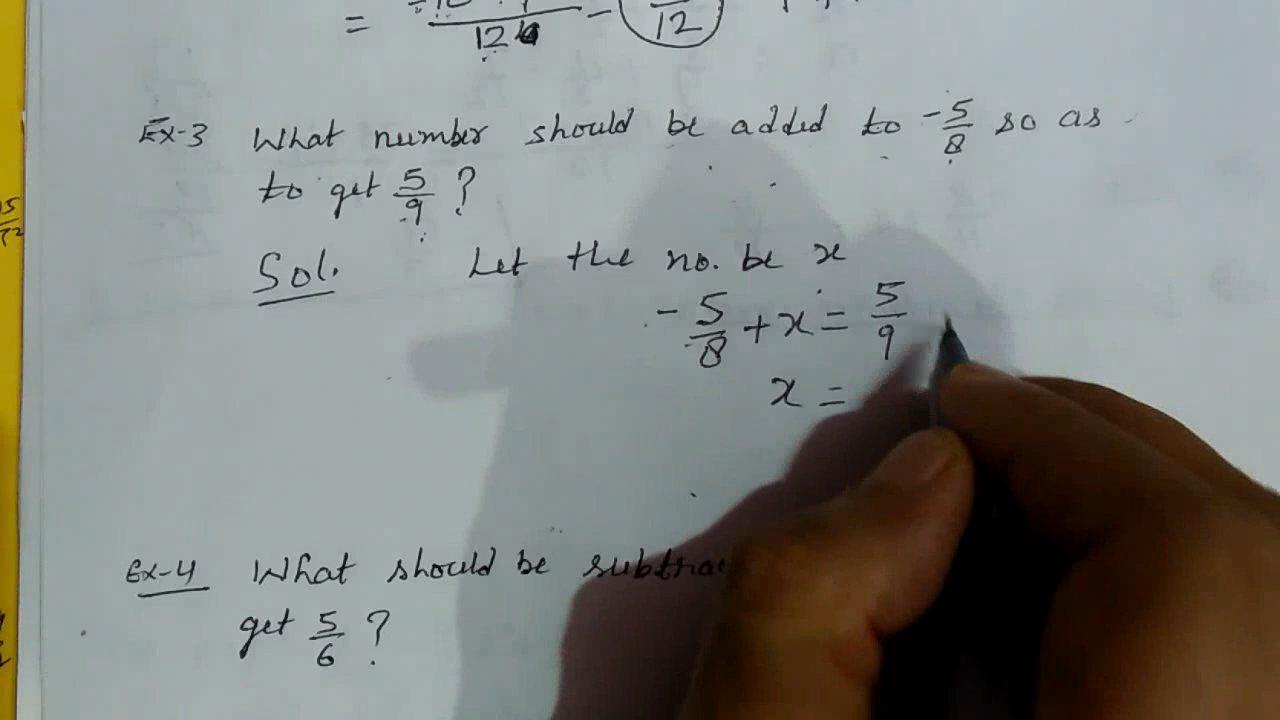 = 12 - 12
Ex-3 What number should be added to -5/8 so as
to get 5/9 ?
Sol. Let the no. be x
-5/8 + x = 5/9
x =
Ex-4 What should be
get 5/6 ?